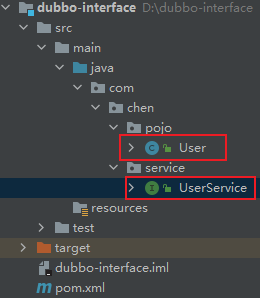 dubbo-interface D:\dubbo-interface
src
main
java
com
chen
pojo
C User
service
I UserService
resources
test
target
dubbo-interface.iml
m pom.xml